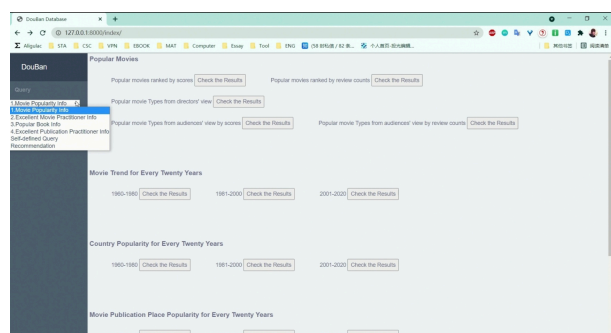 DouBan Database
127.0.0.1:8000/index/
Aligulac STA CSC VPN EBOOK MAT Computer Essay Tool ENG
DouBan
Query
1.Movie Popularity Info
1.Movie Popularity Info
2.Excellent Movie Practitioner Info
3.Popular Book Info
4.Excellent Publication Practitioner Info
Self-defined Query
Recommendation
Popular Movies
Popular movies ranked by scores Check the Results Popular movies ranked by review counts Check the Results
Popular movie Types from directors' view Check the Results
Popular movie Types from audiences' view by scores Check the Results Popular movie Types from audiences' view by review counts Check the Results
Movie Trend for Every Twenty Years
1960-1980 Check the Results 1981-2000 Check the Results 2001-2020 Check the Results
Country Popularity for Every Twenty Years
1960-1980 Check the Results 1981-2000 Check the Results 2001-2020 Check the Results
Movie Publication Place Popularity for Every Twenty Years